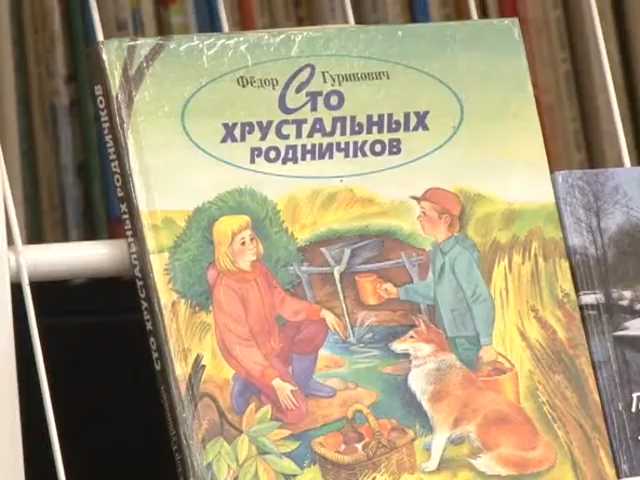 Фёдор Гурикович
Сто
хрустальных
родничков
Сто хрустальных родничков